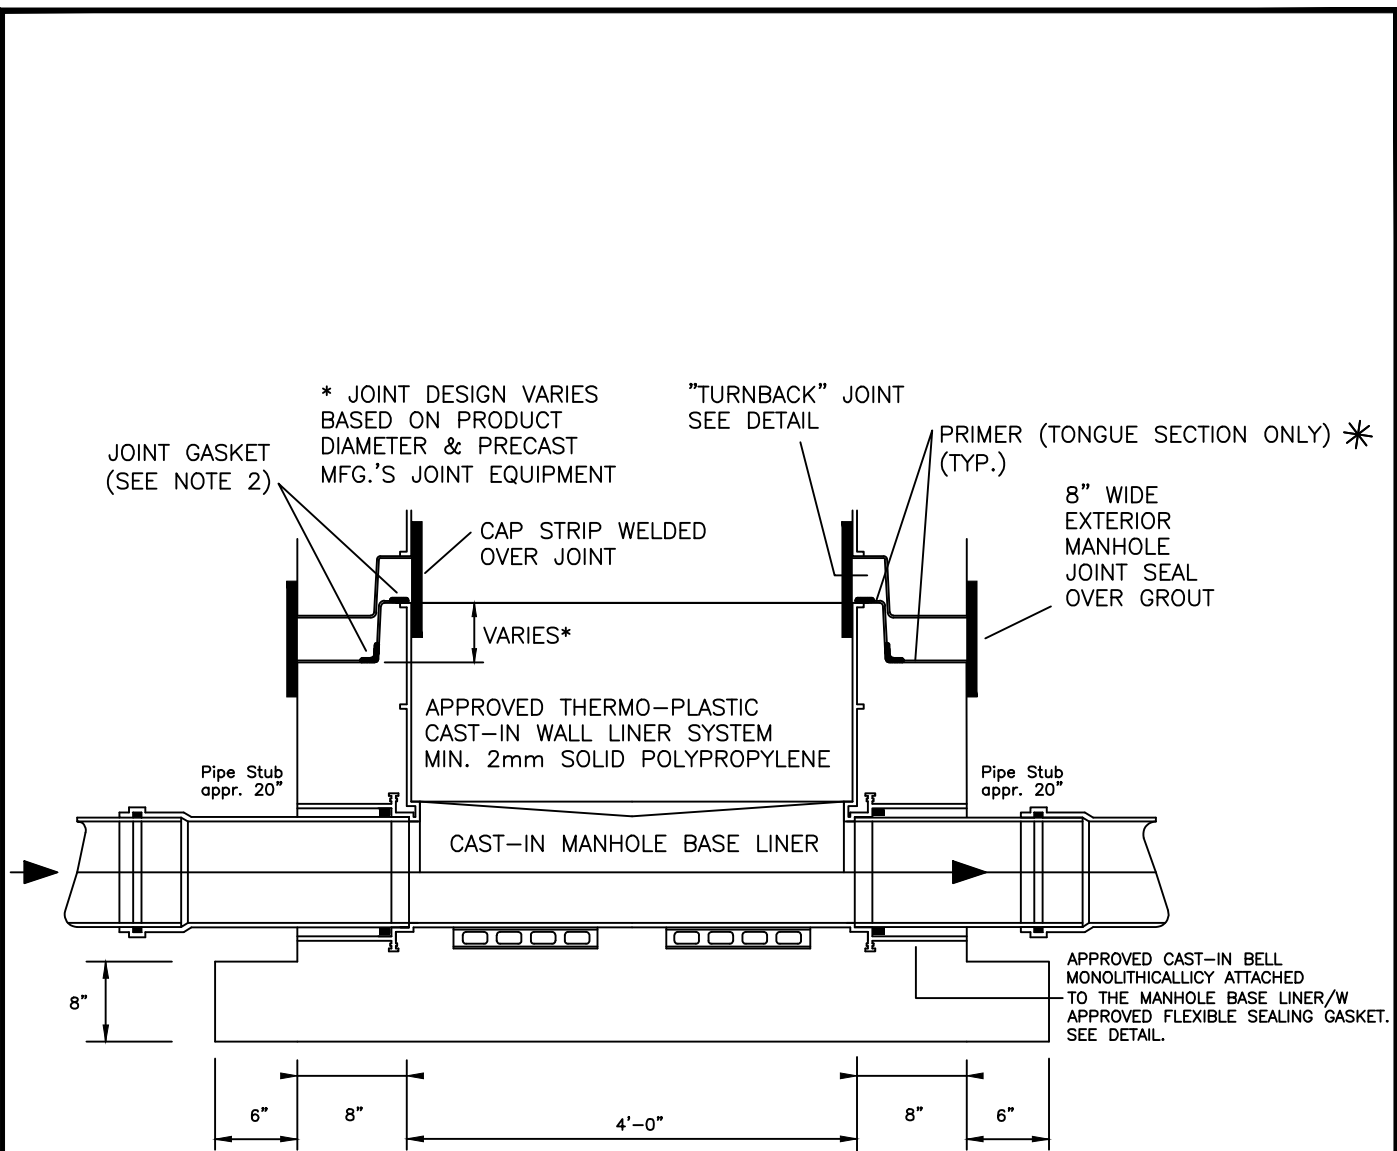 * JOINT DESIGN VARIES
BASED ON PRODUCT
DIAMETER & PRECAST
MFG.'S JOINT EQUIPMENT
"TURNBACK" JOINT
SEE DETAIL
JOINT GASKET
(SEE NOTE 2)
PRIMER (TONGUE SECTION ONLY) *
(TYP.)
8" WIDE
EXTERIOR
MANHOLE
JOINT SEAL
OVER GROUT
CAP STRIP WELDED
OVER JOINT
VARIES*
APPROVED THERMO-PLASTIC
CAST-IN WALL LINER SYSTEM
MIN. 2mm SOLID POLYPROPYLENE
Pipe Stub
appr. 20"
Pipe Stub
appr. 20"
CAST-IN MANHOLE BASE LINER
APPROVED CAST-IN BELL
MONOLITHICALLICY ATTACHED
TO THE MANHOLE BASE LINER/W
APPROVED FLEXIBLE SEALING GASKET.
SEE DETAIL.
8"
6"
8"
4'-0"
8"
6"